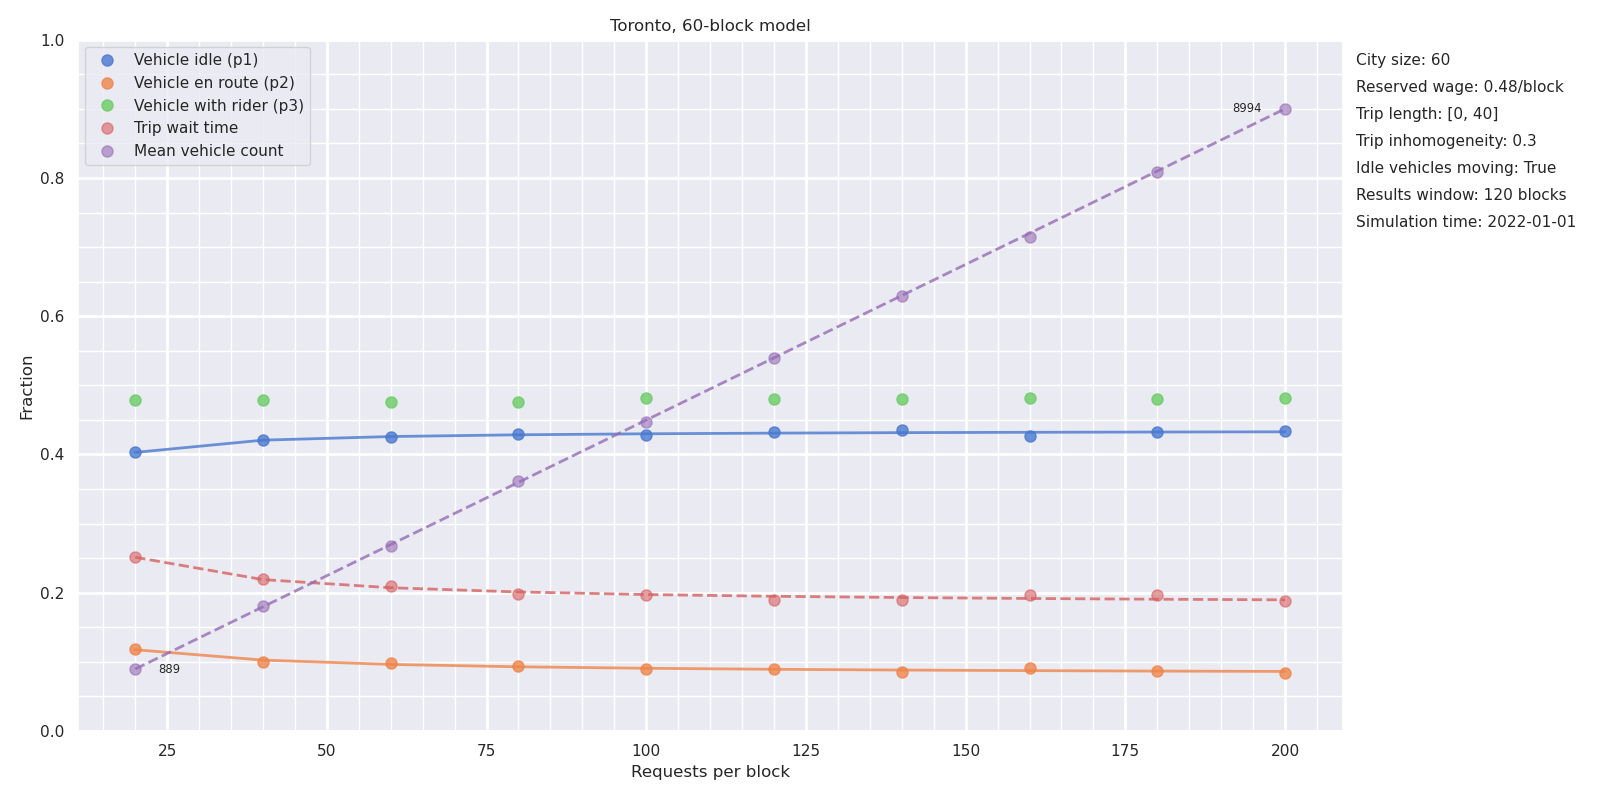 Toronto, 60-block model
1.0
0.8
0.6
0.4
0.2
0.0
Fraction
Vehicle idle (p1)
Vehicle en route (p2)
Vehicle with rider (p3)
Trip wait time
Mean vehicle count
8994
889
25 50 75 100 125 150 175 200
Requests per block
City size: 60
Reserved wage: 0.48/block
Trip length: [0, 40]
Trip inhomogeneity: 0.3
Idle vehicles moving: True
Results window: 120 blocks
Simulation time: 2022-01-01